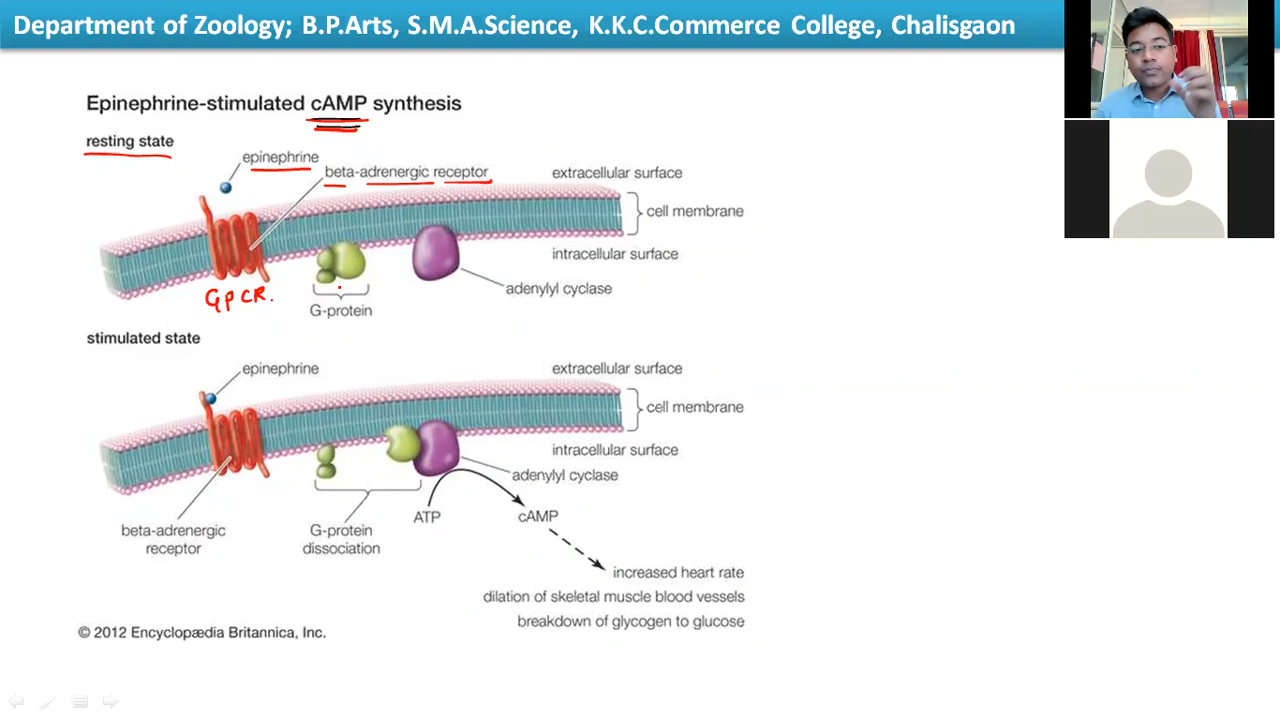 Department of Zoology; B.P.Arts, S.M.A.Science, K.K.C.Commerce College, Chalisgaon
Epinephrine-stimulated cAMP synthesis
resting state
epinephrine
beta-adrenergic receptor
extracellular surface
cell membrane
intracellular surface
adenylyl cyclase
GPCR.
G-protein
stimulated state
epinephrine
extracellular surface
cell membrane
intracellular surface
adenylyl cyclase
beta-adrenergic
receptor
G-protein
dissociation
ATP
cAMP
increased heart rate
dilation of skeletal muscle blood vessels
breakdown of glycogen to glucose
© 2012 Encyclopædia Britannica, Inc.